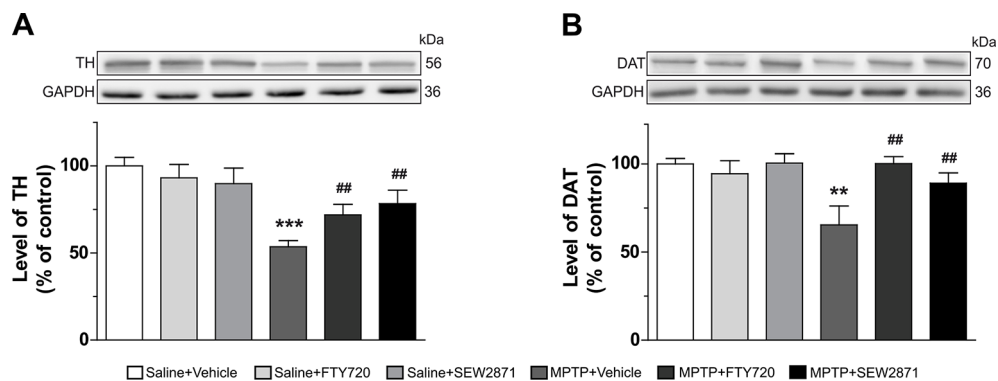 A
kDa
TH 56
GAPDH 36
Level of TH
(% of control)
100
50
0
***
##
##
B
kDa
DAT 70
GAPDH 36
Level of DAT
(% of control)
100
50
0
**
##
##
Saline+Vehicle Saline+FTY720 Saline+SEW2871 MPTP+Vehicle MPTP+FTY720 MPTP+SEW2871